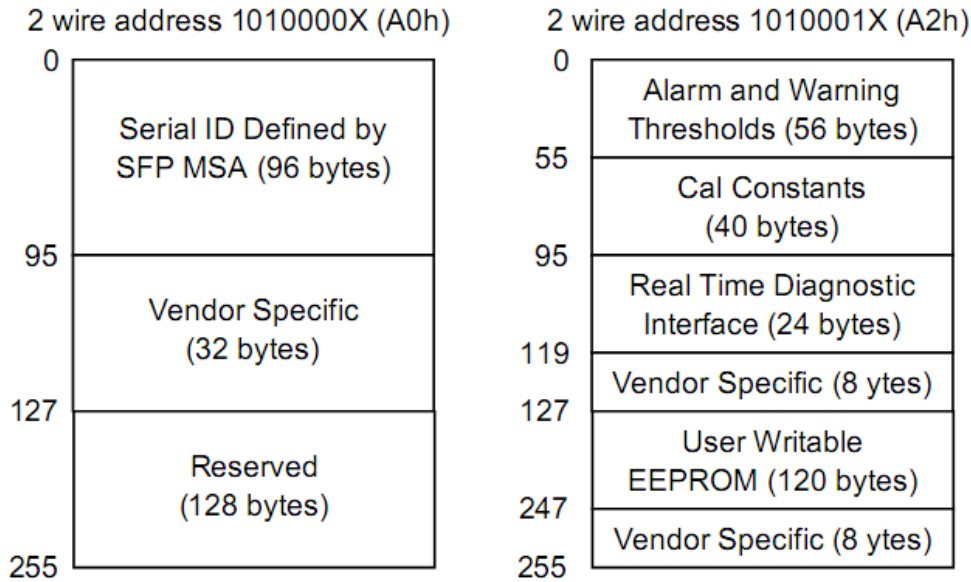 2 wire address 1010000X (A0h)
0
Serial ID Defined by
SFP MSA (96 bytes)
95
Vendor Specific
(32 bytes)
127
Reserved
(128 bytes)
255
2 wire address 1010001X (A2h)
0
Alarm and Warning
Thresholds (56 bytes)
55
Cal Constants
(40 bytes)
95
Real Time Diagnostic
Interface (24 bytes)
119
Vendor Specific (8 ytes)
127
User Writable
EEPROM (120 bytes)
247
Vendor Specific (8 ytes)
255